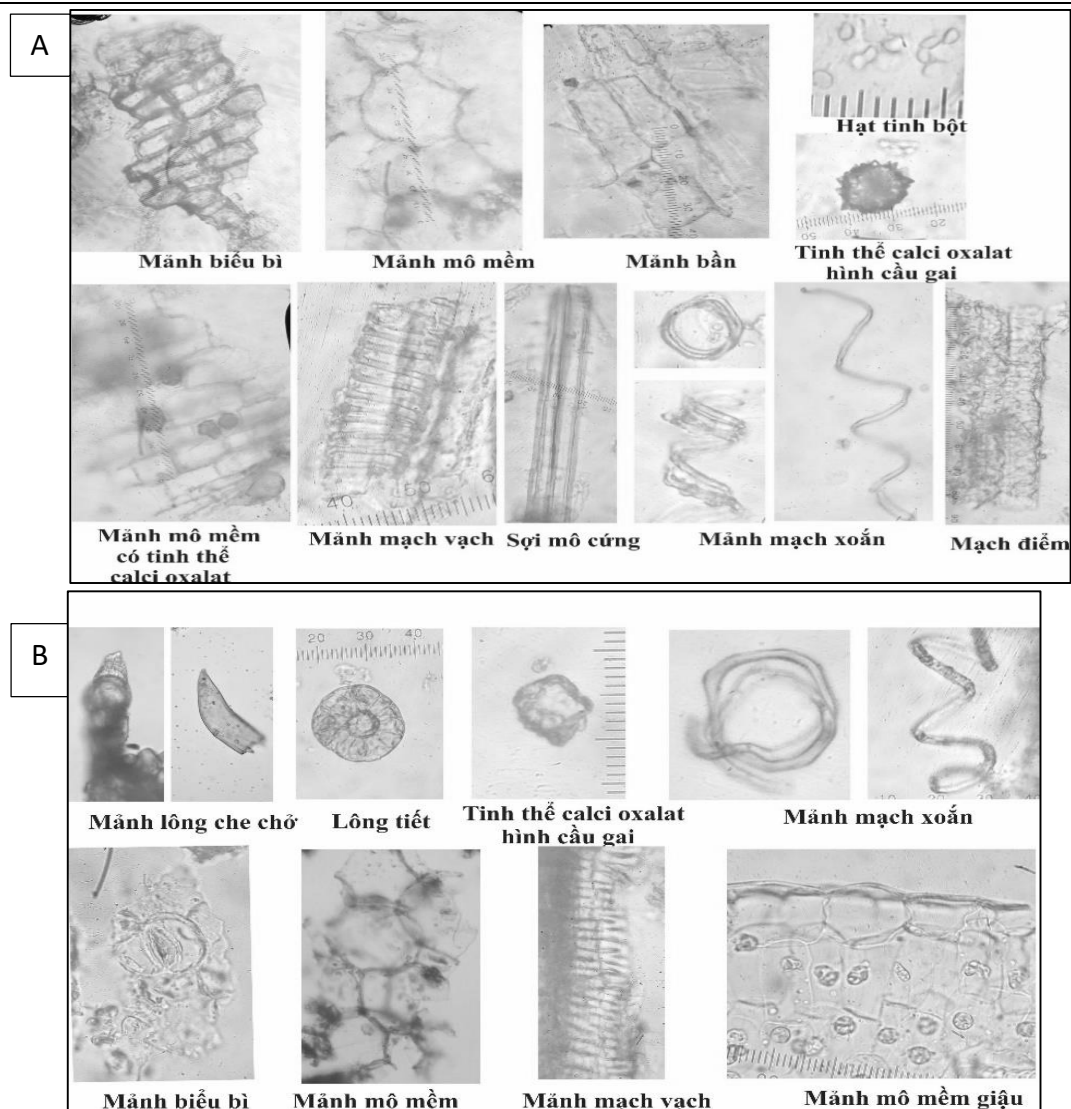 A
Mảnh biểu bì
Mảnh mô mềm
Mảnh bần
Hạt tinh bột
Tinh thể calci oxalat
hình cầu gai
Mảnh mô mềm
có tinh thể
calci oxalat
Mảnh mạch vạch
Sợi mô cứng
Mảnh mạch xoắn
Mạch điểm
B
Mảnh lông che chở
Lông tiết
Tinh thể calci oxalat
hình cầu gai
Mảnh mạch xoắn
Mảnh biểu bì
Mảnh mô mềm
Mảnh mạch vạch
Mảnh mô mềm giậu